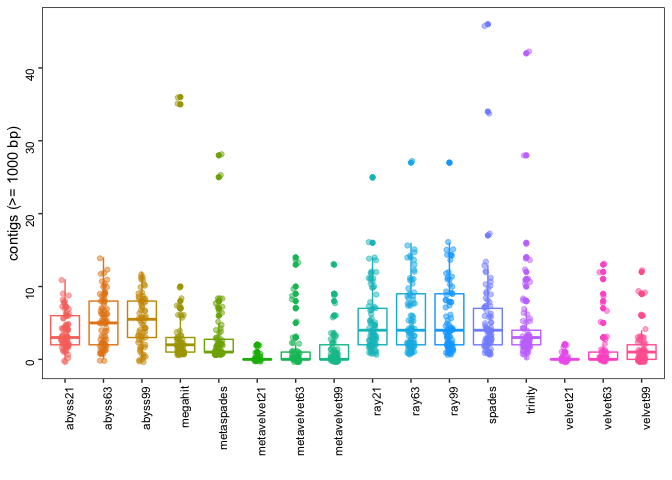 contigs (>= 1000 bp)
40
30
20
10
0
abyss21
abyss63
abyss99
megahit
metaspades
metavelvet21
metavelvet63
metavelvet99
ray21
ray63
ray99
spades
trinity
velvet21
velvet63
velvet99